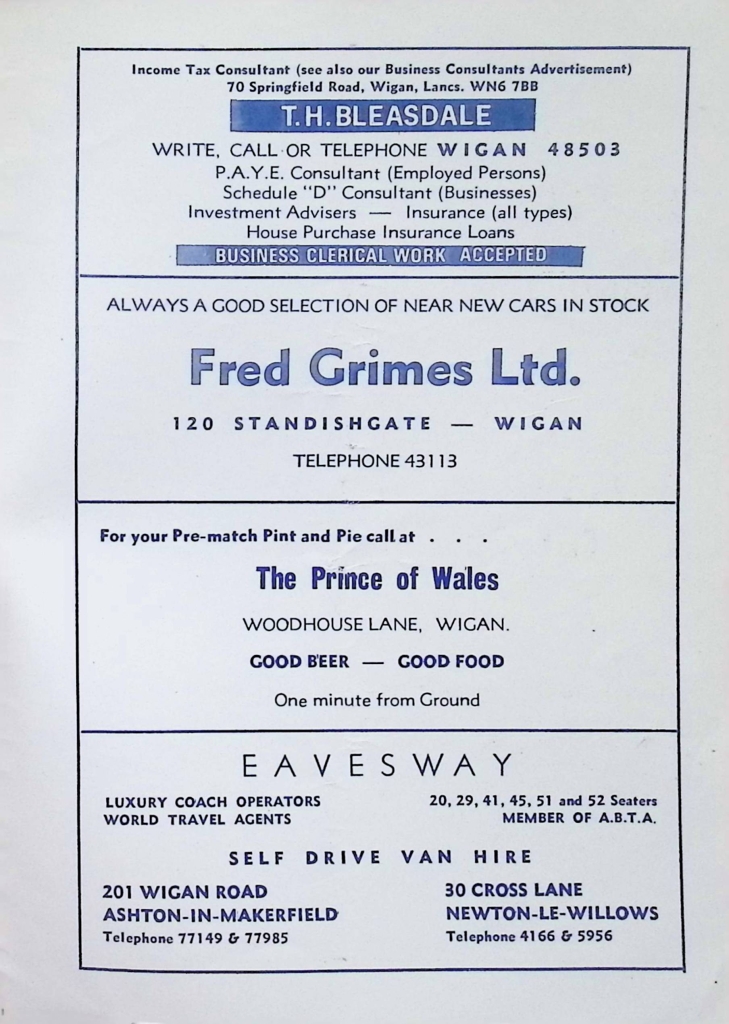 Income Tax Consultant (see also our Business Consultants Advertisement)
70 Springfield Road, Wigan, Lancs. WN6 7BB
T.H. BLEASDALE
WRITE, CALL OR TELEPHONE WIGAN 48503
P.A.Y.E. Consultant (Employed Persons)
Schedule "D" Consultant (Businesses)
Investment Advisers — Insurance (all types)
House Purchase Insurance Loans
BUSINESS CLERICAL WORK ACCEPTED
ALWAYS A GOOD SELECTION OF NEAR NEW CARS IN STOCK
Fred Grimes Ltd.
120 STANDISHGATE — WIGAN
TELEPHONE 43113
For your Pre-match Pint and Pie call at . . .
The Prince of Wales
WOODHOUSE LANE, WIGAN.
GOOD BEER — GOOD FOOD
One minute from Ground
EAVESWAY
LUXURY COACH OPERATORS 20, 29, 41, 45, 51 and 52 Seaters
WORLD TRAVEL AGENTS MEMBER OF A.B.T.A.
SELF DRIVE VAN HIRE
201 WIGAN ROAD 30 CROSS LANE
ASHTON-IN-MAKERFIELD NEWTON-LE-WILLOWS
Telephone 77149 & 77985 Telephone 4166 & 5956